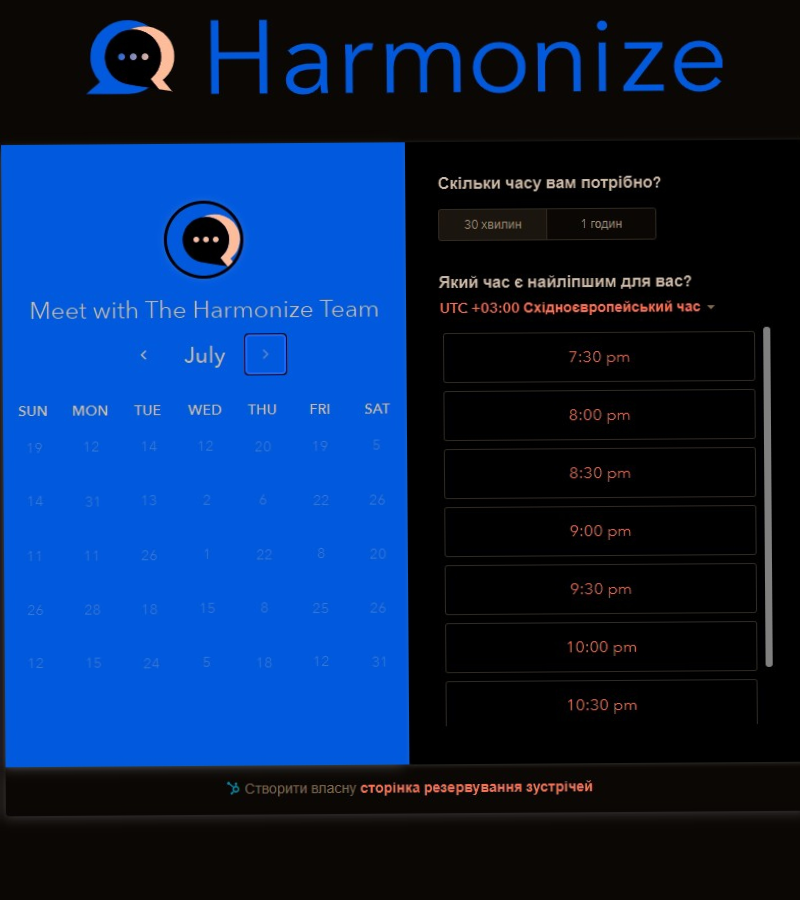 Harmonize
Meet with The Harmonize Team
July
SUN MON TUE WED THU FRI SAT
19 12 14 12 20 19 5
14 31 13 2 6 22 26
11 11 26 1 22 8 20
26 28 18 15 8 25 26
12 15 24 5 18 12 31
Скільки часу вам потрібно?
30 хвилин 1 годин
Який час є найліпшим для вас?
UTC +03:00 Східноєвропейський час
7:30 pm
8:00 pm
8:30 pm
9:00 pm
9:30 pm
10:00 pm
10:30 pm
Створити власну сторінка резервування зустрічей